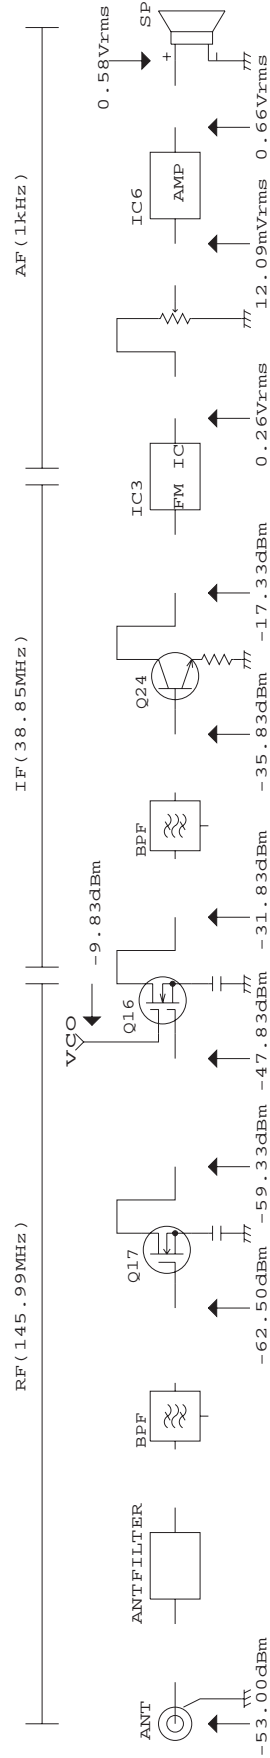 RF(145.99MHz)
IF(38.85MHz)
AF(1kHz)
VCO
-9.83dBm
0.58Vrms
ANT
ANTFILTER
BPF
Q17
Q16
BPF
Q24
IC3
FM IC
IC6
AMP
SP
+
-
-53.00dBm
-62.50dBm
-59.33dBm
-47.83dBm
-31.83dBm
-35.83dBm
-17.33dBm
0.26Vrms
12.09mVrms
0.66Vrms